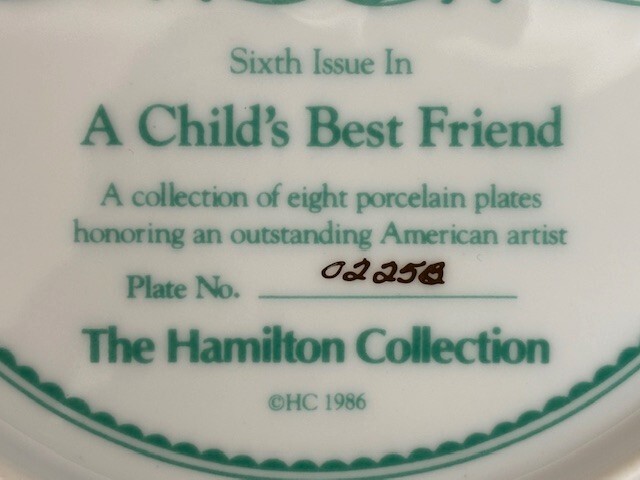 Sixth Issue In
A Child's Best Friend
A collection of eight porcelain plates
honoring an outstanding American artist
Plate No. 0225B
The Hamilton Collection
©HC 1986